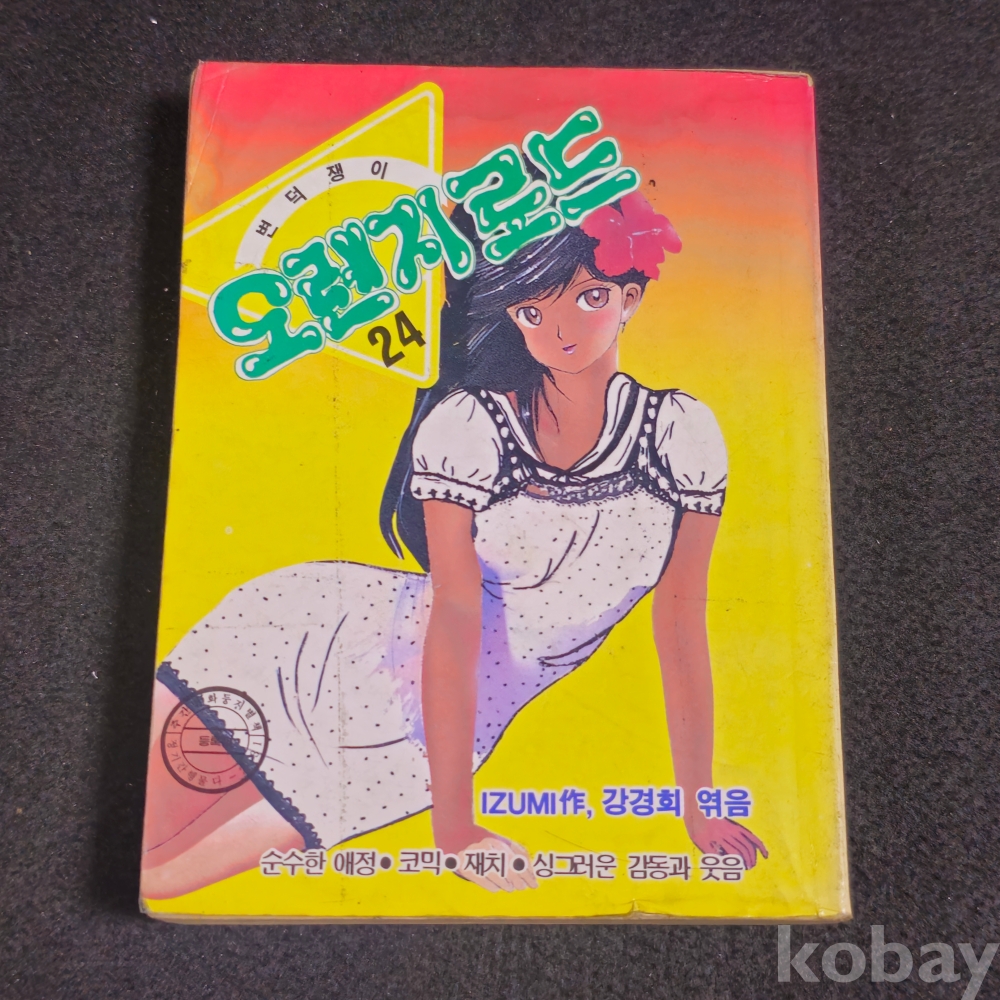 변덕쟁이
오렌지로드
24
IZUMI作, 강경희 엮음
순수한 애정• 코믹• 재치• 싱그러운 감동과 웃음
kobay